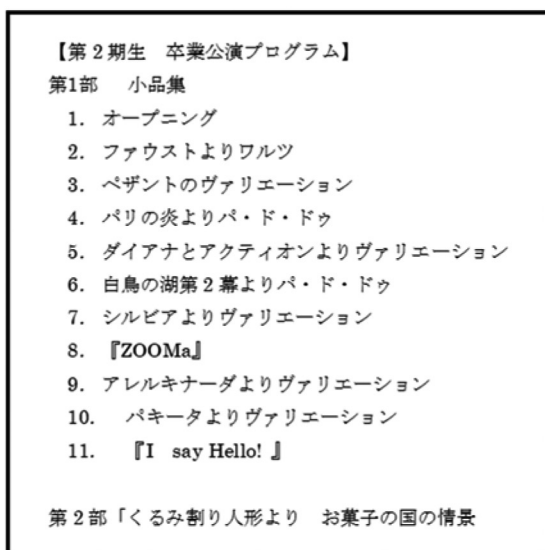 【第2期生　卒業公演プログラム】
第1部　小品集
1. オープニング
2. ファウストよりワルツ
3. ペザントのヴァリエーション
4. パリの炎よりパ・ド・ドゥ
5. ダイアナとアクティオンよりヴァリエーション
6. 白鳥の湖第2幕よりパ・ド・ドゥ
7. シルビアよりヴァリエーション
8. 『ZOOMa』
9. アレルキナーダよりヴァリエーション
10.　パキータよりヴァリエーション
11.　『I　say Hello! 』
第2部「くるみ割り人形より　お菓子の国の情景